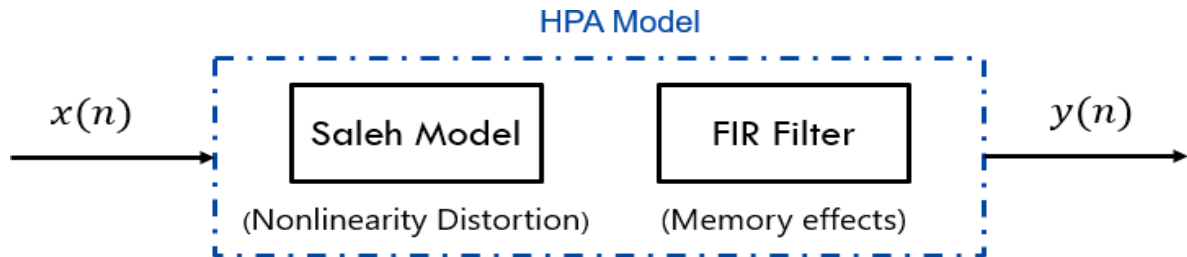 HPA Model
x(n)
Saleh Model
FIR Filter
y(n)
(Nonlinearity Distortion)
(Memory effects)